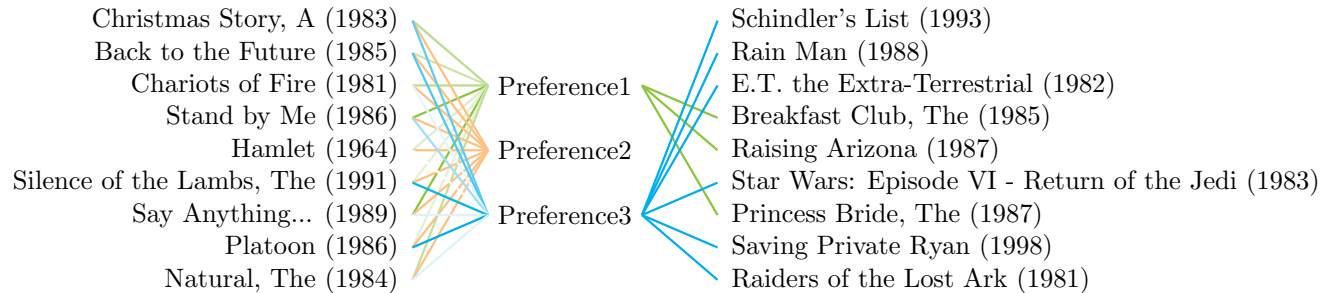 Christmas Story, A (1983)
Back to the Future (1985)
Chariots of Fire (1981)
Stand by Me (1986)
Hamlet (1964)
Silence of the Lambs, The (1991)
Say Anything... (1989)
Platoon (1986)
Natural, The (1984)
Preference1
Preference2
Preference3
Schindler's List (1993)
Rain Man (1988)
E.T. the Extra-Terrestrial (1982)
Breakfast Club, The (1985)
Raising Arizona (1987)
Star Wars: Episode VI - Return of the Jedi (1983)
Princess Bride, The (1987)
Saving Private Ryan (1998)
Raiders of the Lost Ark (1981)